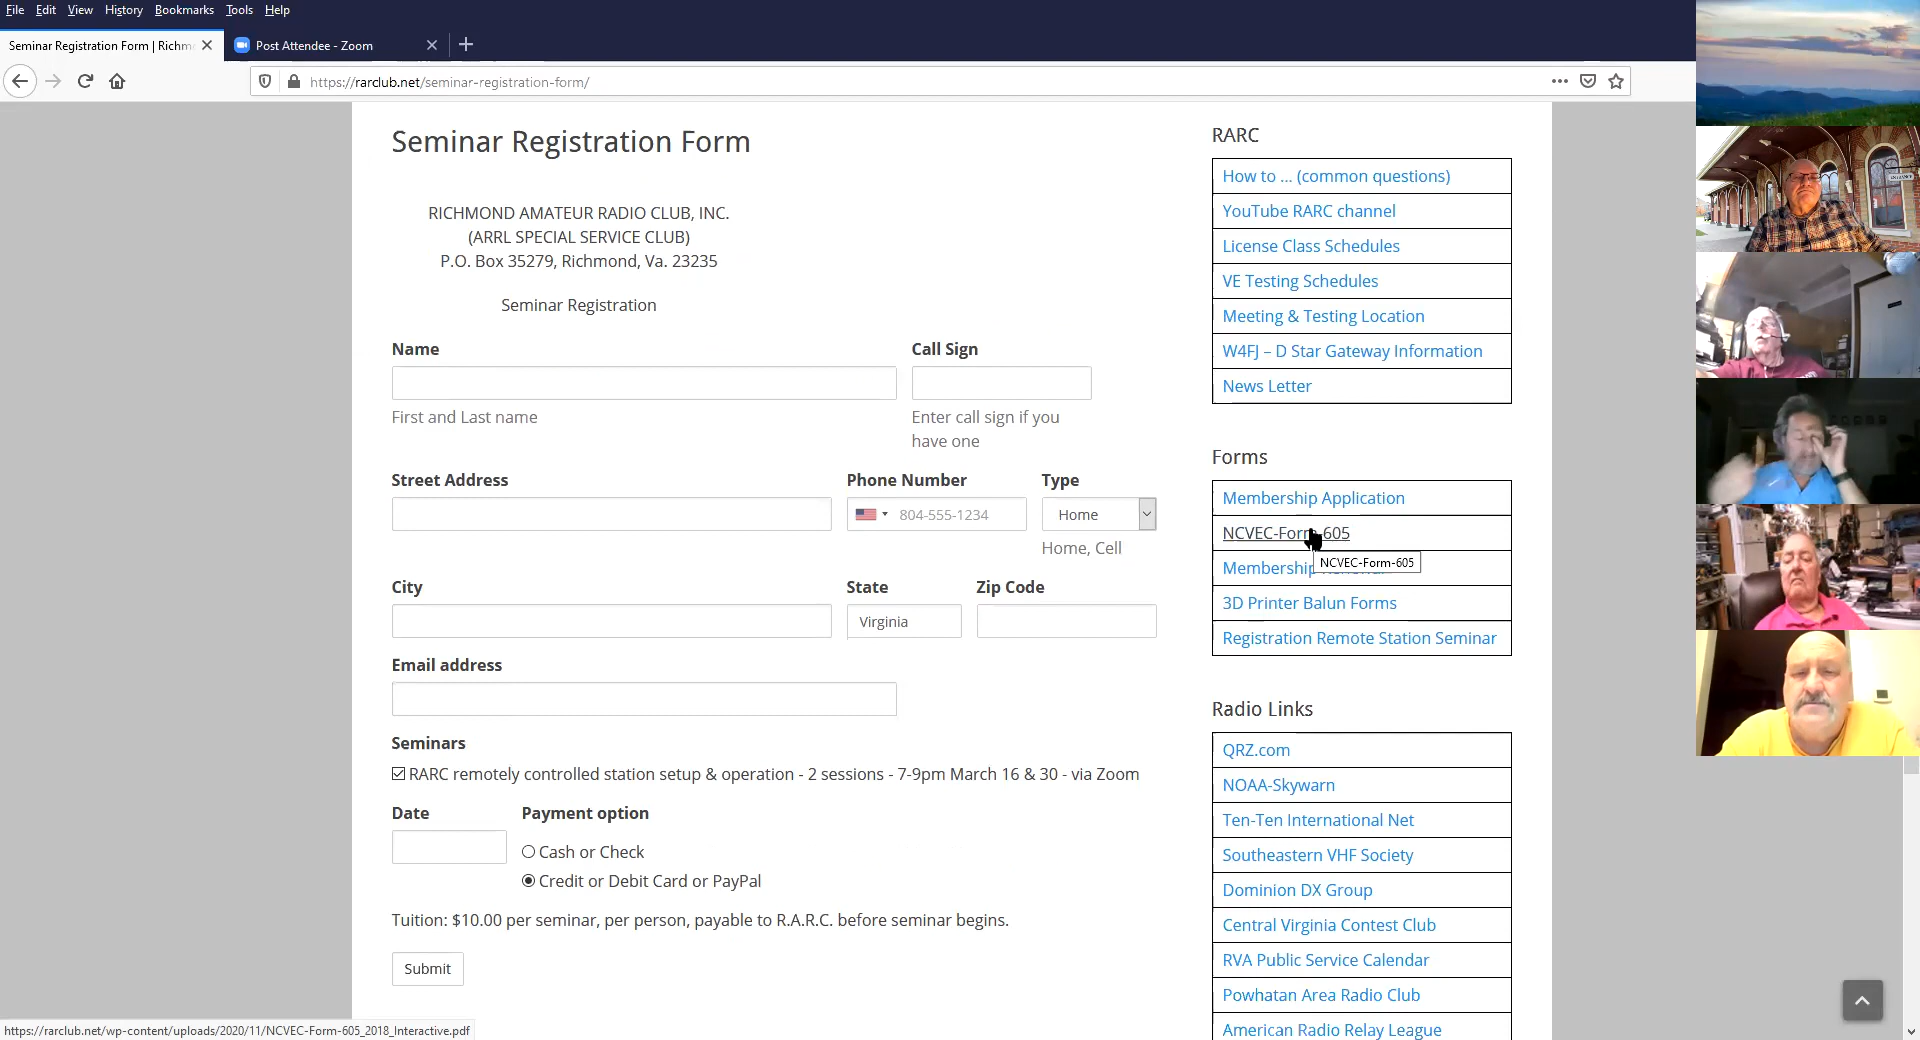 File Edit View History Bookmarks Tools Help
Seminar Registration Form | Richm
Post Attendee - Zoom
https://rarclub.net/seminar-registration-form/
Seminar Registration Form
RICHMOND AMATEUR RADIO CLUB, INC.
(ARRL SPECIAL SERVICE CLUB)
P.O. Box 35279, Richmond, Va. 23235
Seminar Registration
Name
Call Sign
First and Last name
Enter call sign if you
have one
Street Address
Phone Number
Type
804-555-1234
Home
Home, Cell
City
State
Zip Code
Virginia
Email address
Seminars
RARC remotely controlled station setup & operation - 2 sessions - 7-9pm March 16 & 30 - via Zoom
Date
Payment option
Cash or Check
Credit or Debit Card or PayPal
Tuition: $10.00 per seminar, per person, payable to R.A.R.C. before seminar begins.
Submit
RARC
How to ... (common questions)
YouTube RARC channel
License Class Schedules
VE Testing Schedules
Meeting & Testing Location
W4FJ – D Star Gateway Information
News Letter
Forms
Membership Application
NCVEC-Form-605
NCVEC-Form-605
Membership
3D Printer Balun Forms
Registration Remote Station Seminar
Radio Links
QRZ.com
NOAA-Skywarn
Ten-Ten International Net
Southeastern VHF Society
Dominion DX Group
Central Virginia Contest Club
RVA Public Service Calendar
Powhatan Area Radio Club
American Radio Relay League
https://rarclub.net/wp-content/uploads/2020/11/NCVEC-Form-605_2018_Interactive.pdf
ENTRANCE